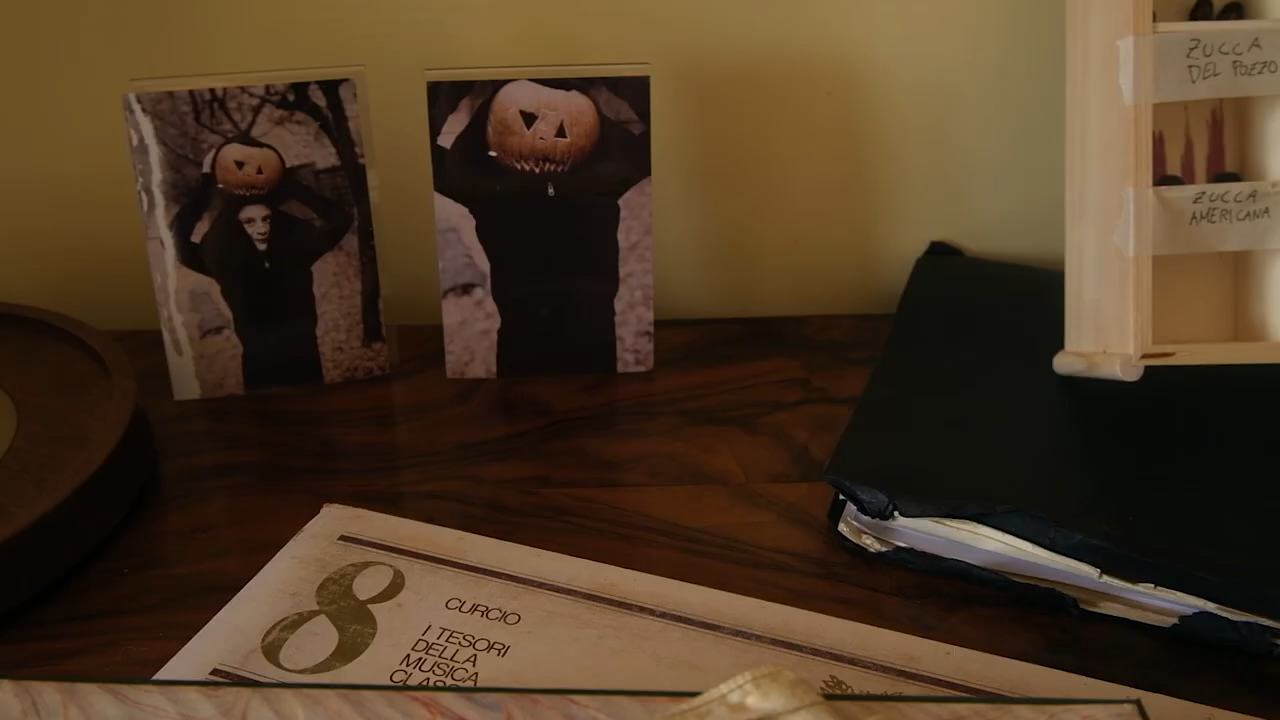 ZUCCA
DEL POZZO
ZUCCA
AMERICANA
8
CURCIO
I TESORI
DELLA
MUSICA